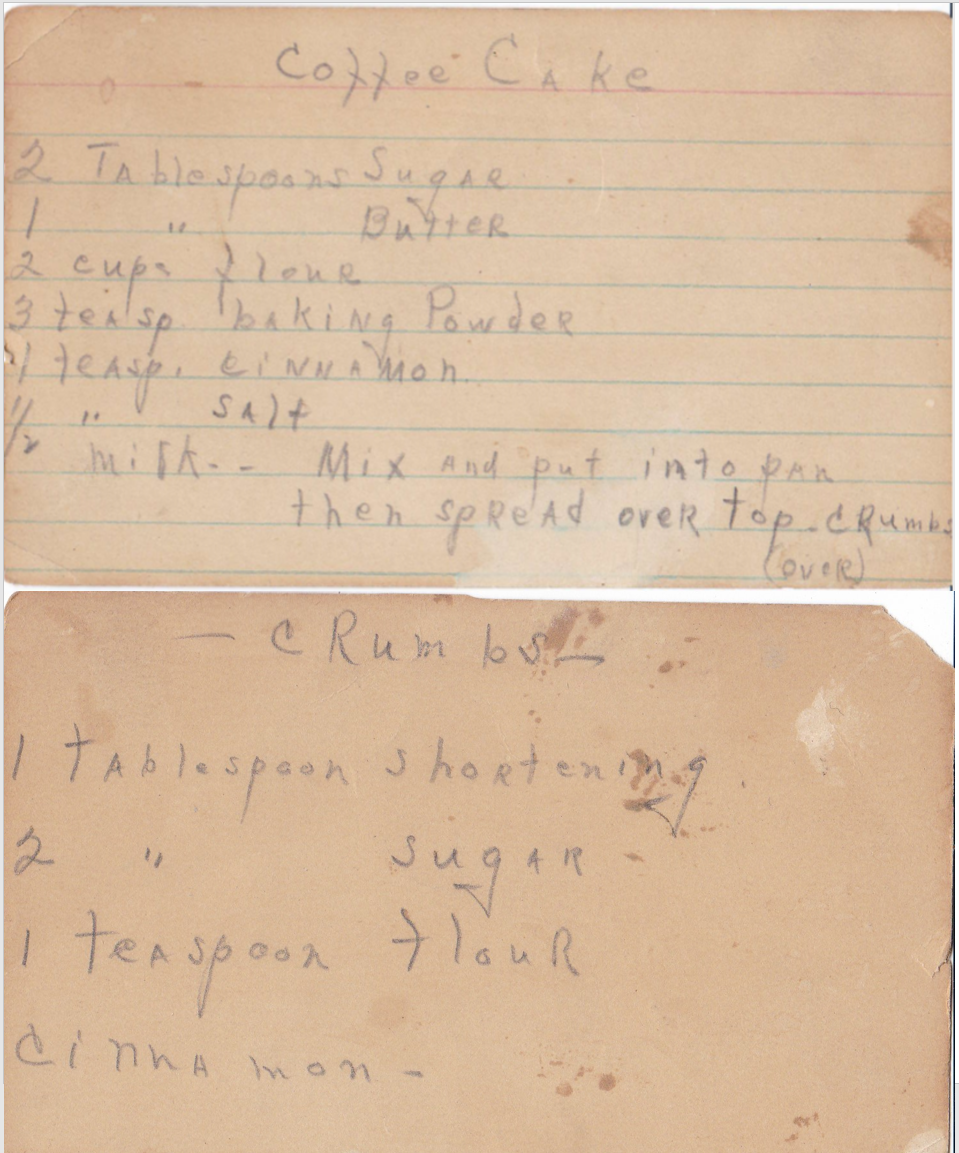 Coffee Cake
2 Tablespoons Sugar
1 " Butter
2 cups flour
3 teasp baking Powder
1 teasp. cinnamon
1/2 " Salt
milk-- Mix and put into pan
then spread over top-crumbs
(over)
— cRumbs —
1 tablespoon shortening.
2 " sugar
1 teaspoon flour
Cinnamon -